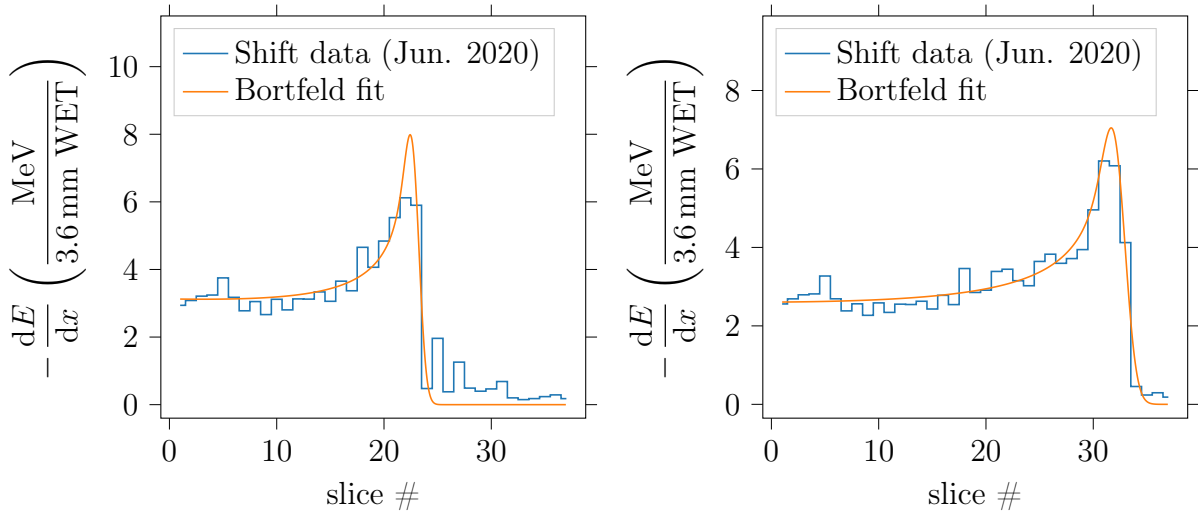 − dE/dx ( MeV / 3.6 mm WET )
10
8
6
4
2
0
Shift data (Jun. 2020)
Bortfeld fit
0 10 20 30
slice #
− dE/dx ( MeV / 3.6 mm WET )
8
6
4
2
0
Shift data (Jun. 2020)
Bortfeld fit
0 10 20 30
slice #